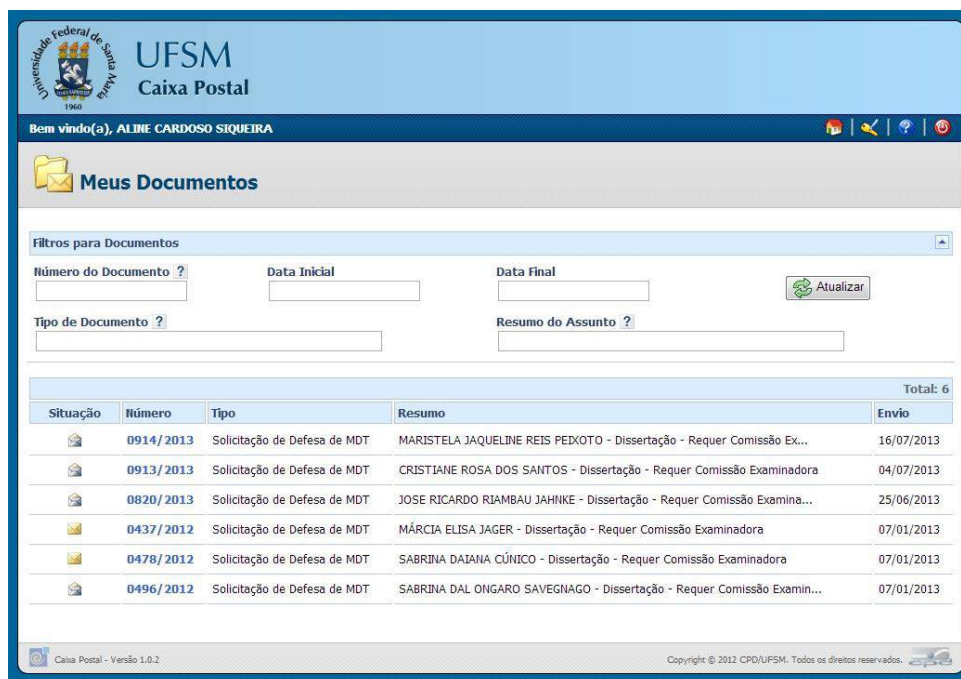 Universidade Federal de Santa Maria
1960
UFSM
Caixa Postal
Bem vindo(a), ALINE CARDOSO SIQUEIRA
Meus Documentos
Filtros para Documentos
Número do Documento ? Data Inicial Data Final
Atualizar
Tipo de Documento ? Resumo do Assunto ?
Total: 6
Situação Número Tipo Resumo Envio
0914/2013 Solicitação de Defesa de MDT MARISTELA JAQUELINE REIS PEIXOTO - Dissertação - Requer Comissão Ex... 16/07/2013
0913/2013 Solicitação de Defesa de MDT CRISTIANE ROSA DOS SANTOS - Dissertação - Requer Comissão Examinadora 04/07/2013
0820/2013 Solicitação de Defesa de MDT JOSE RICARDO RIAMBAU JAHNKE - Dissertação - Requer Comissão Examina... 25/06/2013
0437/2012 Solicitação de Defesa de MDT MÁRCIA ELISA JAGER - Dissertação - Requer Comissão Examinadora 07/01/2013
0478/2012 Solicitação de Defesa de MDT SABRINA DAIANA CÚNICO - Dissertação - Requer Comissão Examinadora 07/01/2013
0496/2012 Solicitação de Defesa de MDT SABRINA DAL ONGARO SAVEGNAGO - Dissertação - Requer Comissão Examin... 07/01/2013
Caixa Postal - Versão 1.0.2 Copyright © 2012 CPD/UFSM. Todos os direitos reservados.